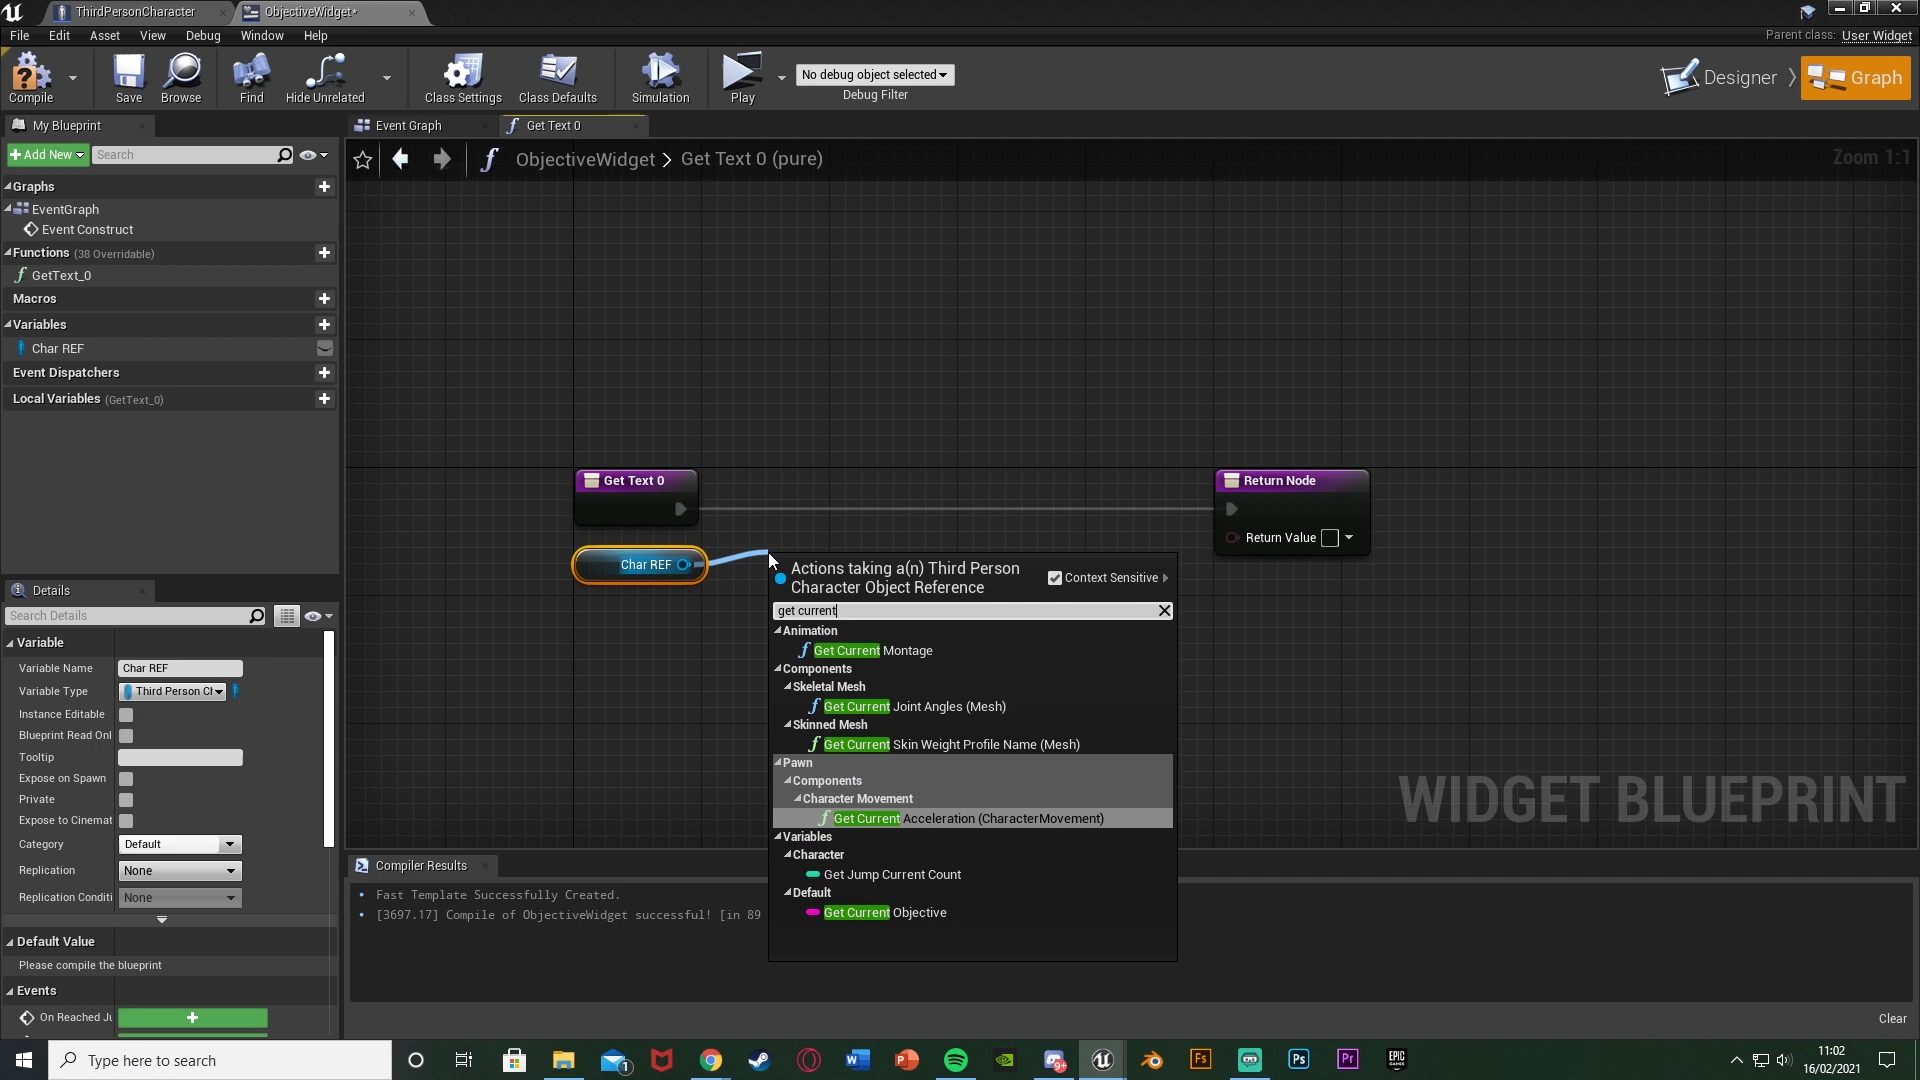 ThirdPersonCharacter
ObjectiveWidget*
File
Edit
Asset
View
Debug
Window
Help
Parent class: User Widget
Compile
Save
Browse
Find
Hide Unrelated
Class Settings
Class Defaults
Simulation
Play
No debug object selected
Debug Filter
Designer
Graph
My Blueprint
Event Graph
Get Text 0
Add New
Search
ObjectiveWidget > Get Text 0 (pure)
Zoom 1:1
Graphs
EventGraph
Event Construct
Functions (38 Overridable)
GetText_0
Macros
Variables
Char REF
Event Dispatchers
Local Variables (GetText_0)
Get Text 0
Return Node
Return Value
Char REF
Actions taking a(n) Third Person
Character Object Reference
Context Sensitive
get current
Animation
Get Current Montage
Components
Skeletal Mesh
Get Current Joint Angles (Mesh)
Skinned Mesh
Get Current Skin Weight Profile Name (Mesh)
Pawn
Components
Character Movement
Get Current Acceleration (CharacterMovement)
Variables
Character
Get Jump Current Count
Default
Get Current Objective
WIDGET BLUEPRINT
Details
Search Details
Variable
Variable Name
Char REF
Variable Type
Third Person Cl
Instance Editable
Blueprint Read Onl
Tooltip
Expose on Spawn
Private
Expose to Cinemat
Category
Default
Replication
None
Replication Conditi
None
Default Value
Please compile the blueprint
Events
On Reached Ju
Compiler Results
Fast Template Successfully Created.
[3697.17] Compile of ObjectiveWidget successful! [in 89
Clear
Type here to search
11:02
16/02/2021